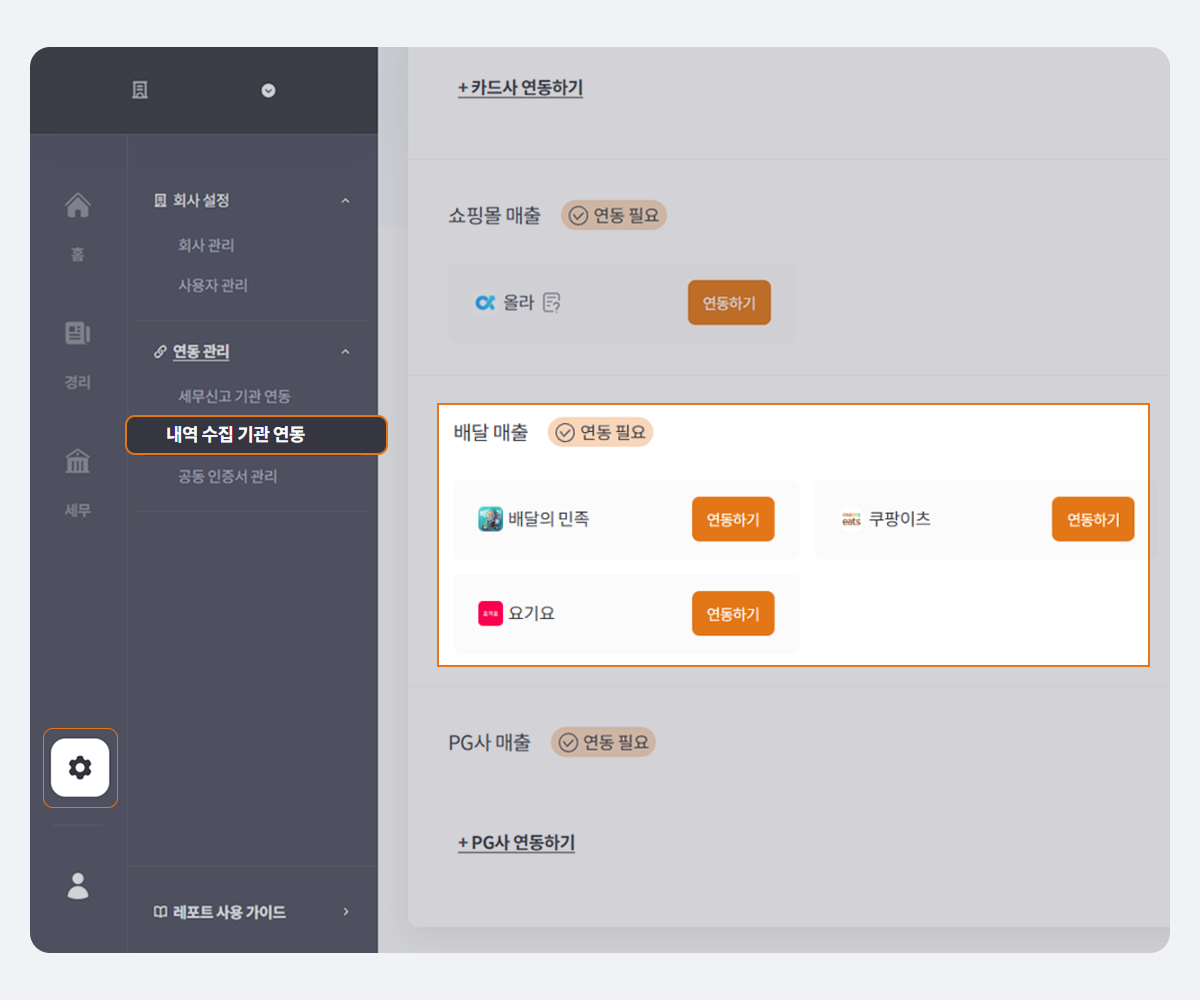 홈
경리
세무
회사 설정
회사 관리
사용자 관리
연동 관리
세무신고 기관 연동
내역 수집 기관 연동
공동 인증서 관리
레포트 사용 가이드
+ 카드사 연동하기
쇼핑몰 매출 연동 필요
올라 연동하기
배달 매출 연동 필요
배달의 민족 연동하기
eats 쿠팡이츠 연동하기
요기요 요기요 연동하기
PG사 매출 연동 필요
+ PG사 연동하기